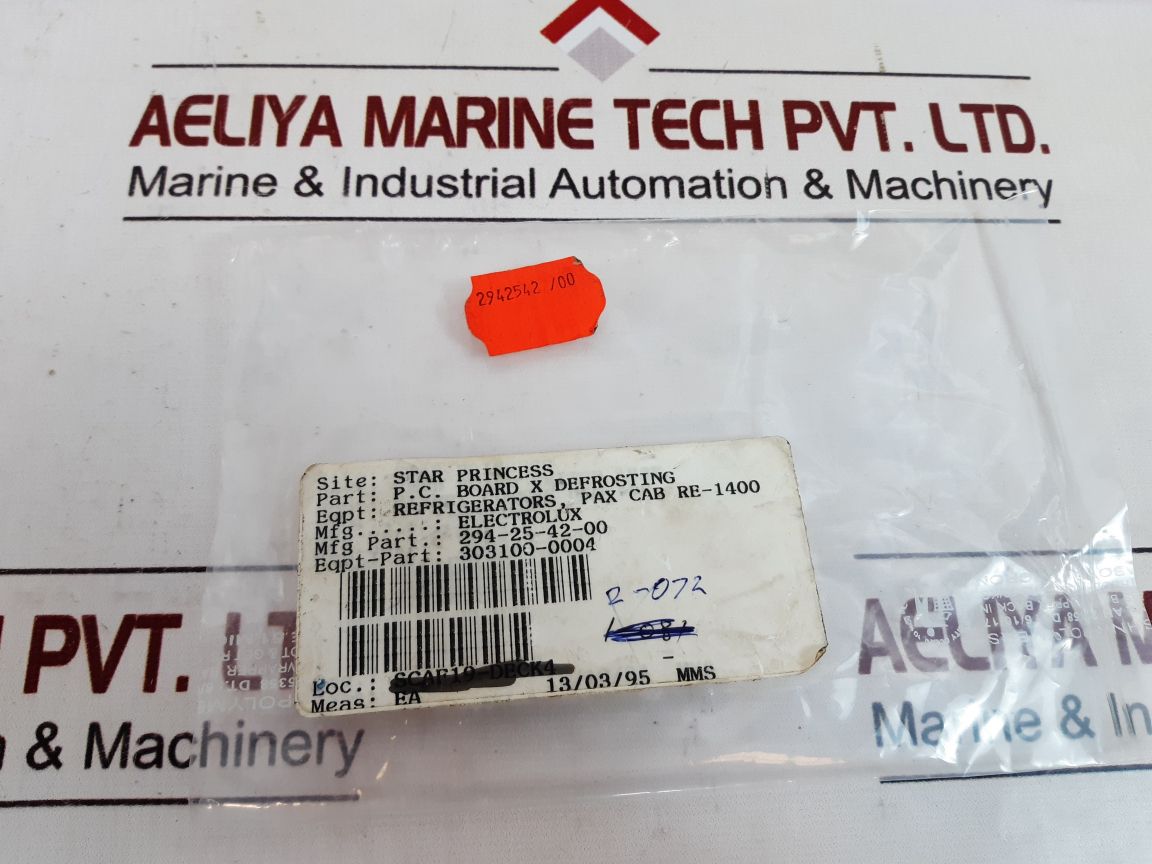 AELIYA MARINE TECH PVT. LTD.
Marine & Industrial Automation & Machinery
2942542 /00
Site: STAR PRINCESS
Part: P.C. BOARD X DEFROSTING
Eqpt: REFRIGERATORS, PAX CAB RE-1400
Mfg.......: ELECTROLUX
Mfg Part.: 294-25-42-00
Eqpt-Part: 303100-0004
R-072
Loc.: SCAF19-DECK4
13/03/95 MMS
Meas: EA
PVT. LT
& Machinery
AELIYA M
Marine & In